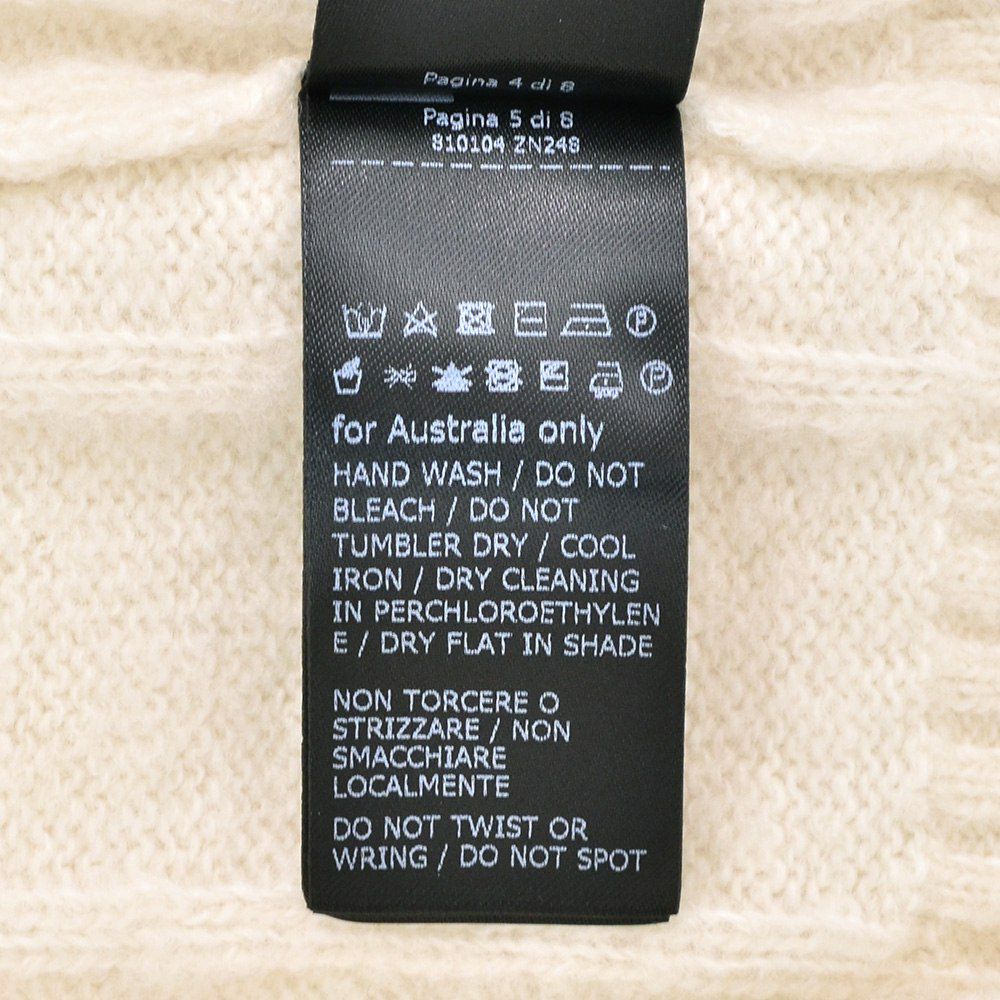 Pagina 4 di 8
Pagina 5 di 8
810104 ZN248
for Australia only
HAND WASH / DO NOT
BLEACH / DO NOT
TUMBLER DRY / COOL
IRON / DRY CLEANING
IN PERCHLOROETHYLEN
E / DRY FLAT IN SHADE
NON TORCERE O
STRIZZARE / NON
SMACCHIARE
LOCALMENTE
DO NOT TWIST OR
WRING / DO NOT SPOT